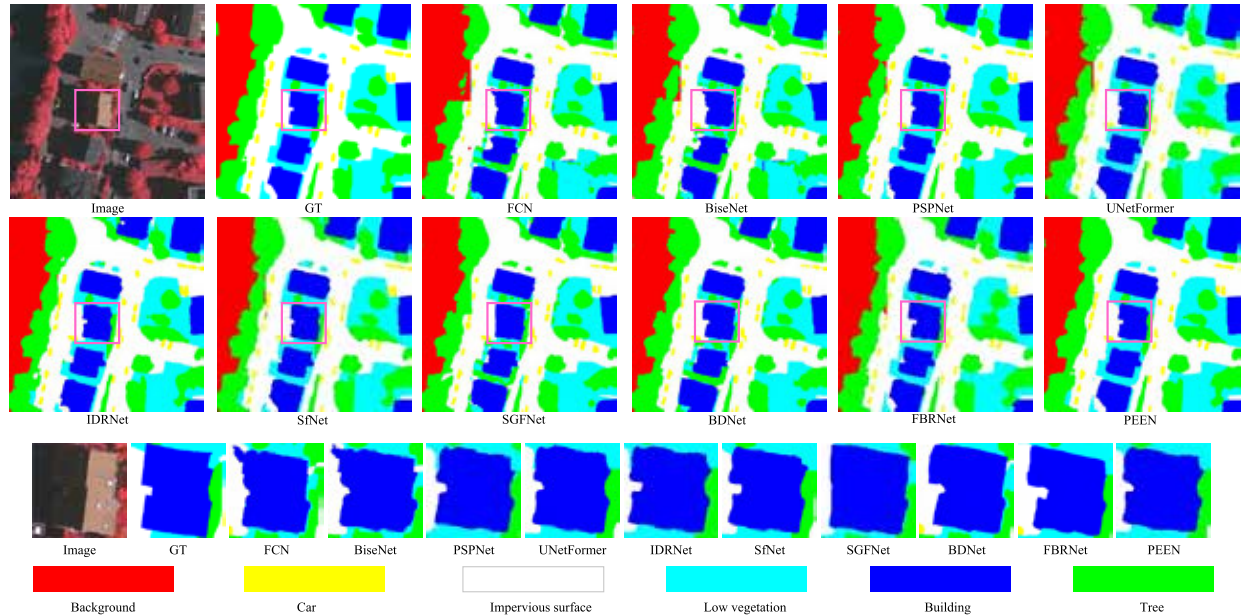 Image GT FCN BiseNet PSPNet UNetFormer
IDRNet SfNet SGFNet BDNet FBRNet PEEN
Image GT FCN BiseNet PSPNet UNetFormer IDRNet SfNet SGFNet BDNet FBRNet PEEN
Background Car Impervious surface Low vegetation Building Tree